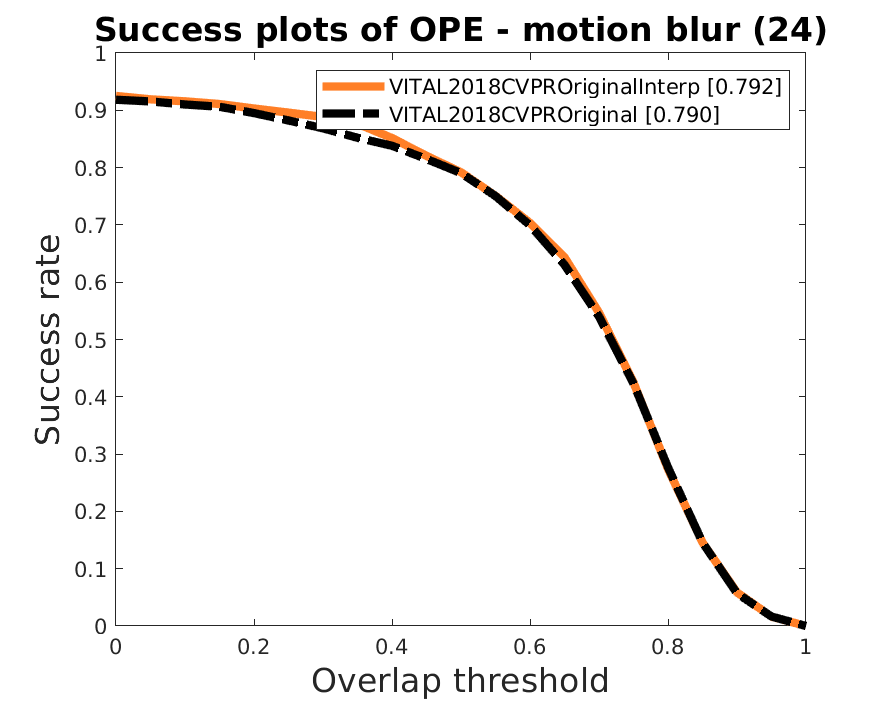 Success plots of OPE - motion blur (24)
VITAL2018CVPROriginalInterp [0.792]
VITAL2018CVPROriginal [0.790]
1
0.9
0.8
0.7
0.6
0.5
0.4
0.3
0.2
0.1
0
Success rate
0 0.2 0.4 0.6 0.8 1
Overlap threshold